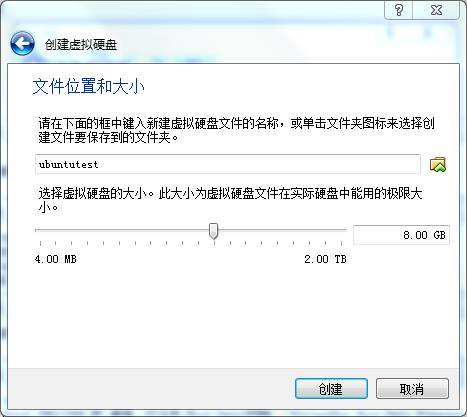 创建虚拟硬盘
文件位置和大小
请在下面的框中键入新建虚拟硬盘文件的名称，或单击文件夹图标来选择创
建文件要保存到的文件夹。
ubuntutest
选择虚拟硬盘的大小。此大小为虚拟硬盘文件在实际硬盘中能用的极限大
小。
8.00 GB
4.00 MB 2.00 TB
创建 取消